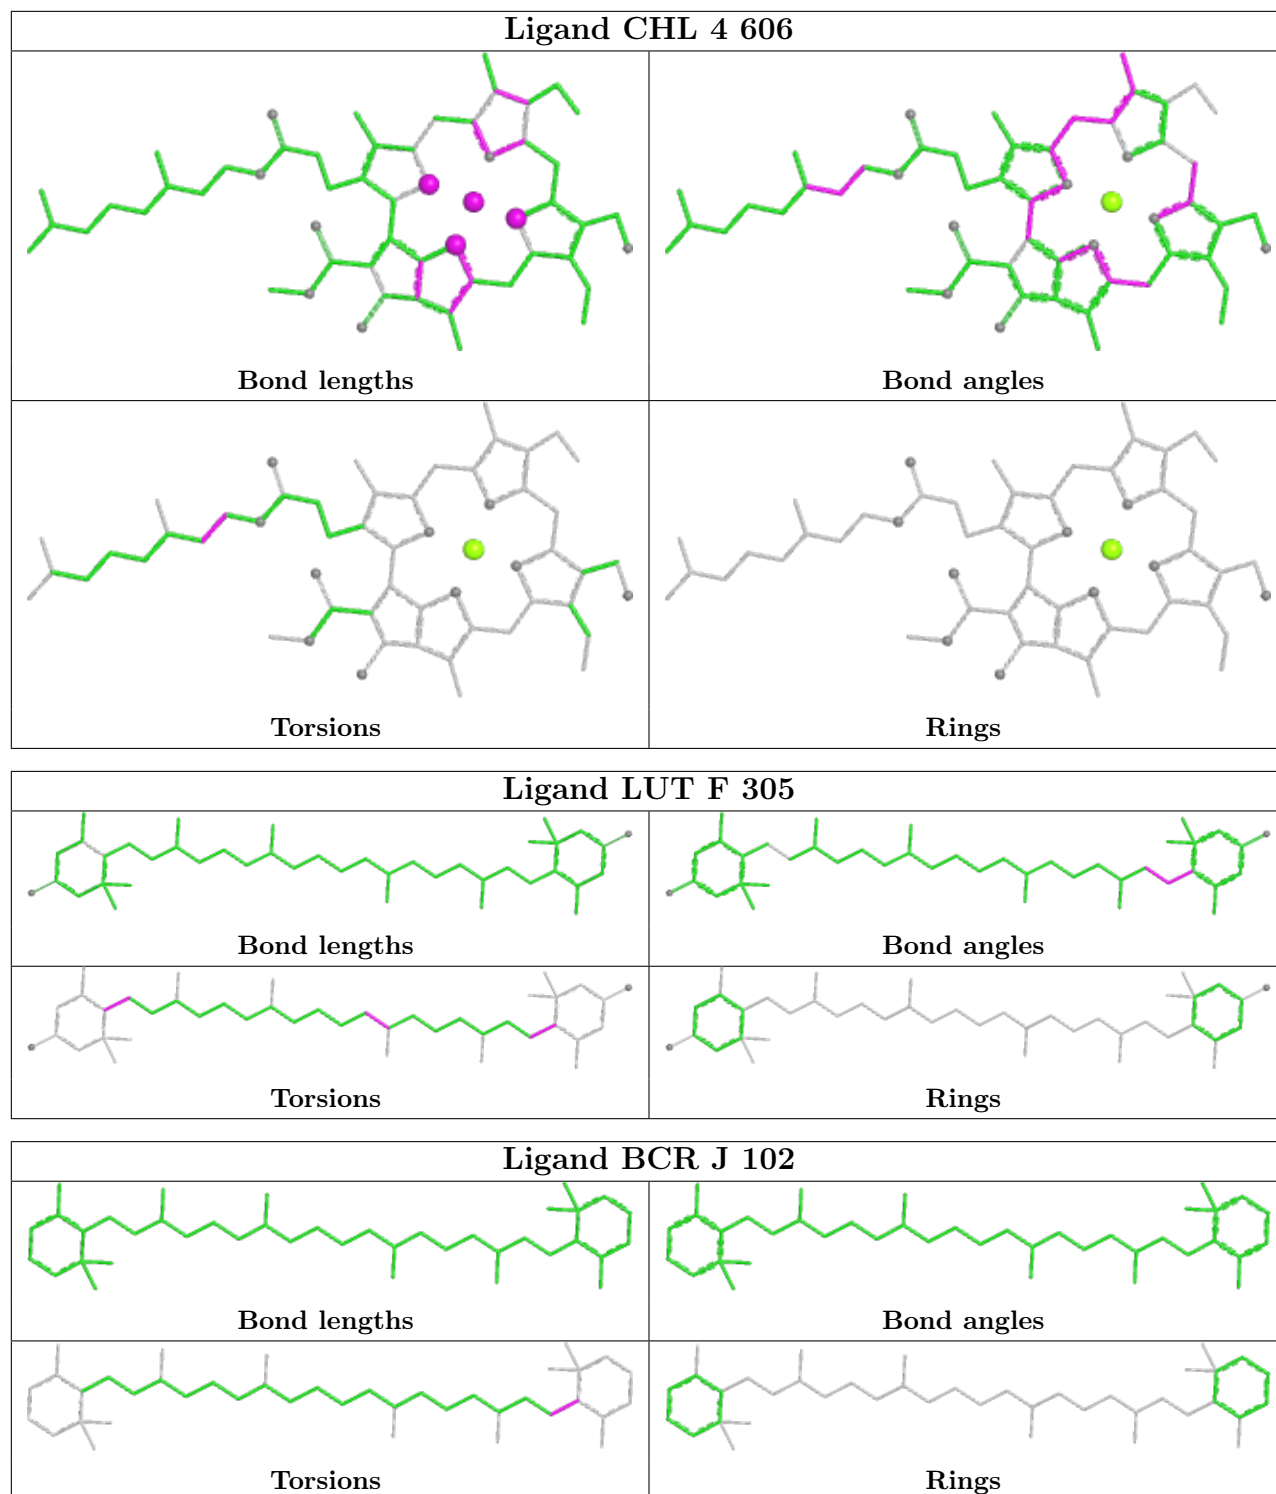 Ligand CHL 4 606
Bond lengths
Bond angles
Torsions
Rings
Ligand LUT F 305
Bond lengths
Bond angles
Torsions
Rings
Ligand BCR J 102
Bond lengths
Bond angles
Torsions
Rings